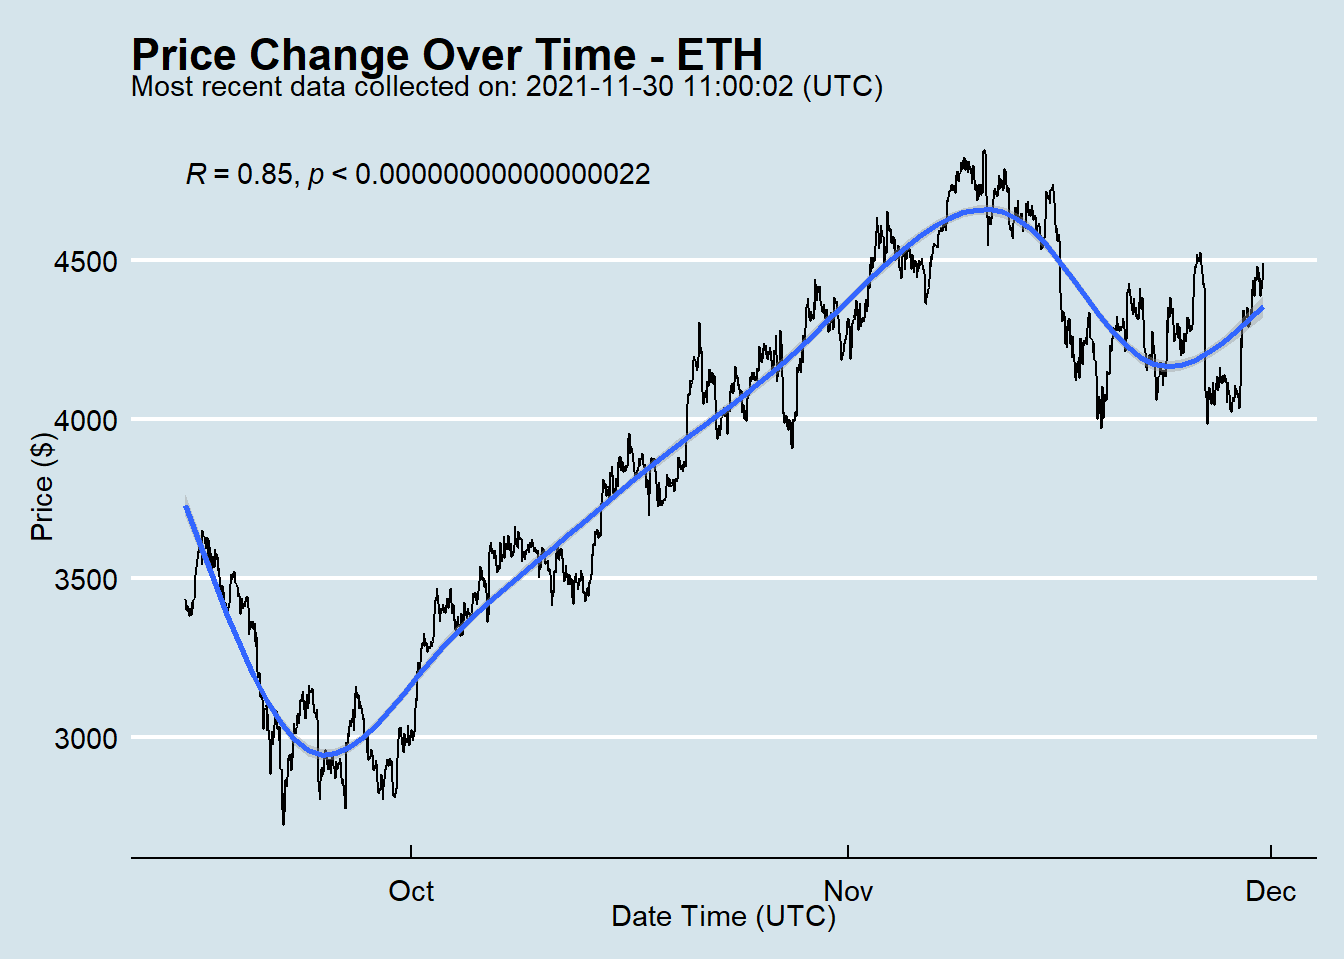 Price Change Over Time - ETH
Most recent data collected on: 2021-11-30 11:00:02 (UTC)
R = 0.85, p < 0.00000000000000022
4500
4000
3500
3000
Price ($)
Oct
Nov
Dec
Date Time (UTC)